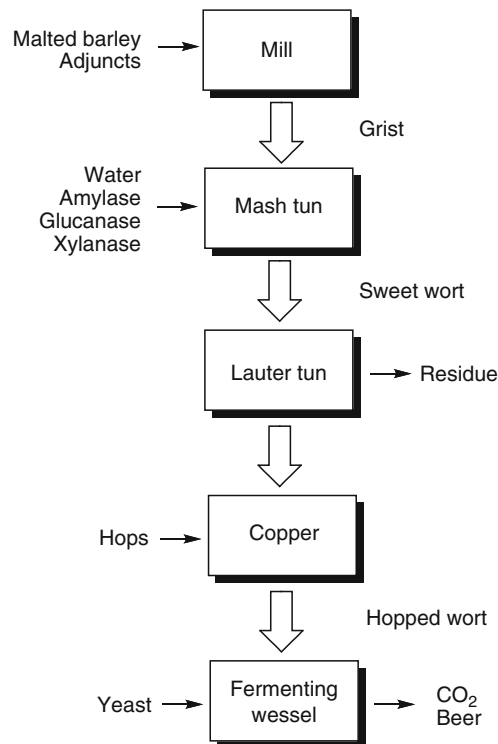 Malted barley
Adjuncts
Mill
Grist
Water
Amylase
Glucanase
Xylanase
Mash tun
Sweet wort
Lauter tun
Residue
Hops
Copper
Hopped wort
Yeast
Fermenting
wessel
CO₂
Beer